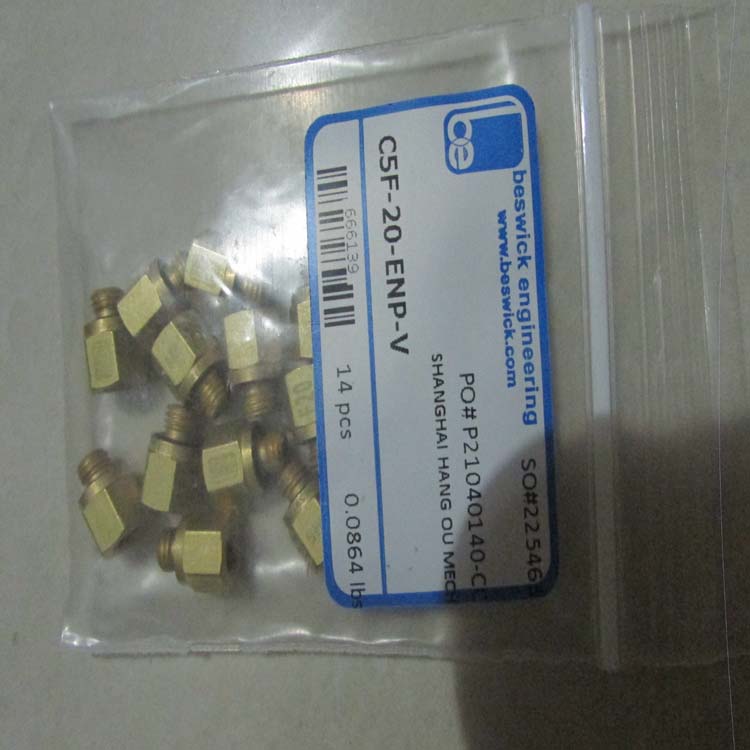 be
beswick engineering
www.beswick.com
SO#22546
PO# P21040140-C
SHANGHAI HANG OU MECH
C5F-20-ENP-V
666139
14 pcs
0.0864 lbs